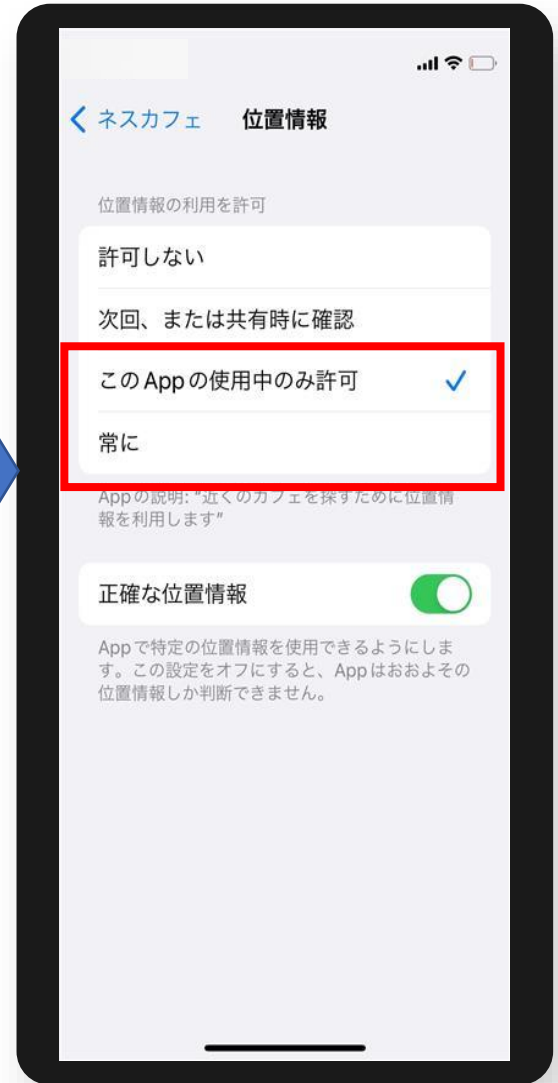 ネスカフェ 位置情報
位置情報の利用を許可
許可しない
次回、または共有時に確認
このAppの使用中のみ許可
常に
Appの説明: "近くのカフェを探すために位置情
報を利用します"
正確な位置情報
Appで特定の位置情報を使用できるようにしま
す。この設定をオフにすると、Appはおおよその
位置情報しか判断できません。